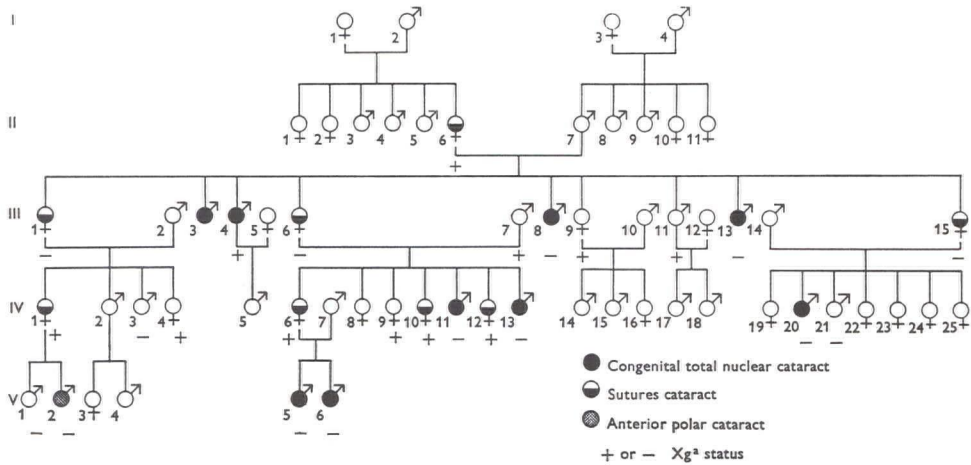 I
1 2 3 4
II
1 2 3 4 5 6 7 8 9 10 11
+
III
1 2 3 4 5 6 7 8 9 10 11 12 13 14 15
− + − + − + + − −
IV
1 2 3 4 5 6 7 8 9 10 11 12 13 14 15 16 17 18 19 20 21 22 23 24 25
+ − + + + + − + − − −
V
1 2 3 4 5 6
− − − −
Congenital total nuclear cataract
Sutures cataract
Anterior polar cataract
+ or − Xgª status